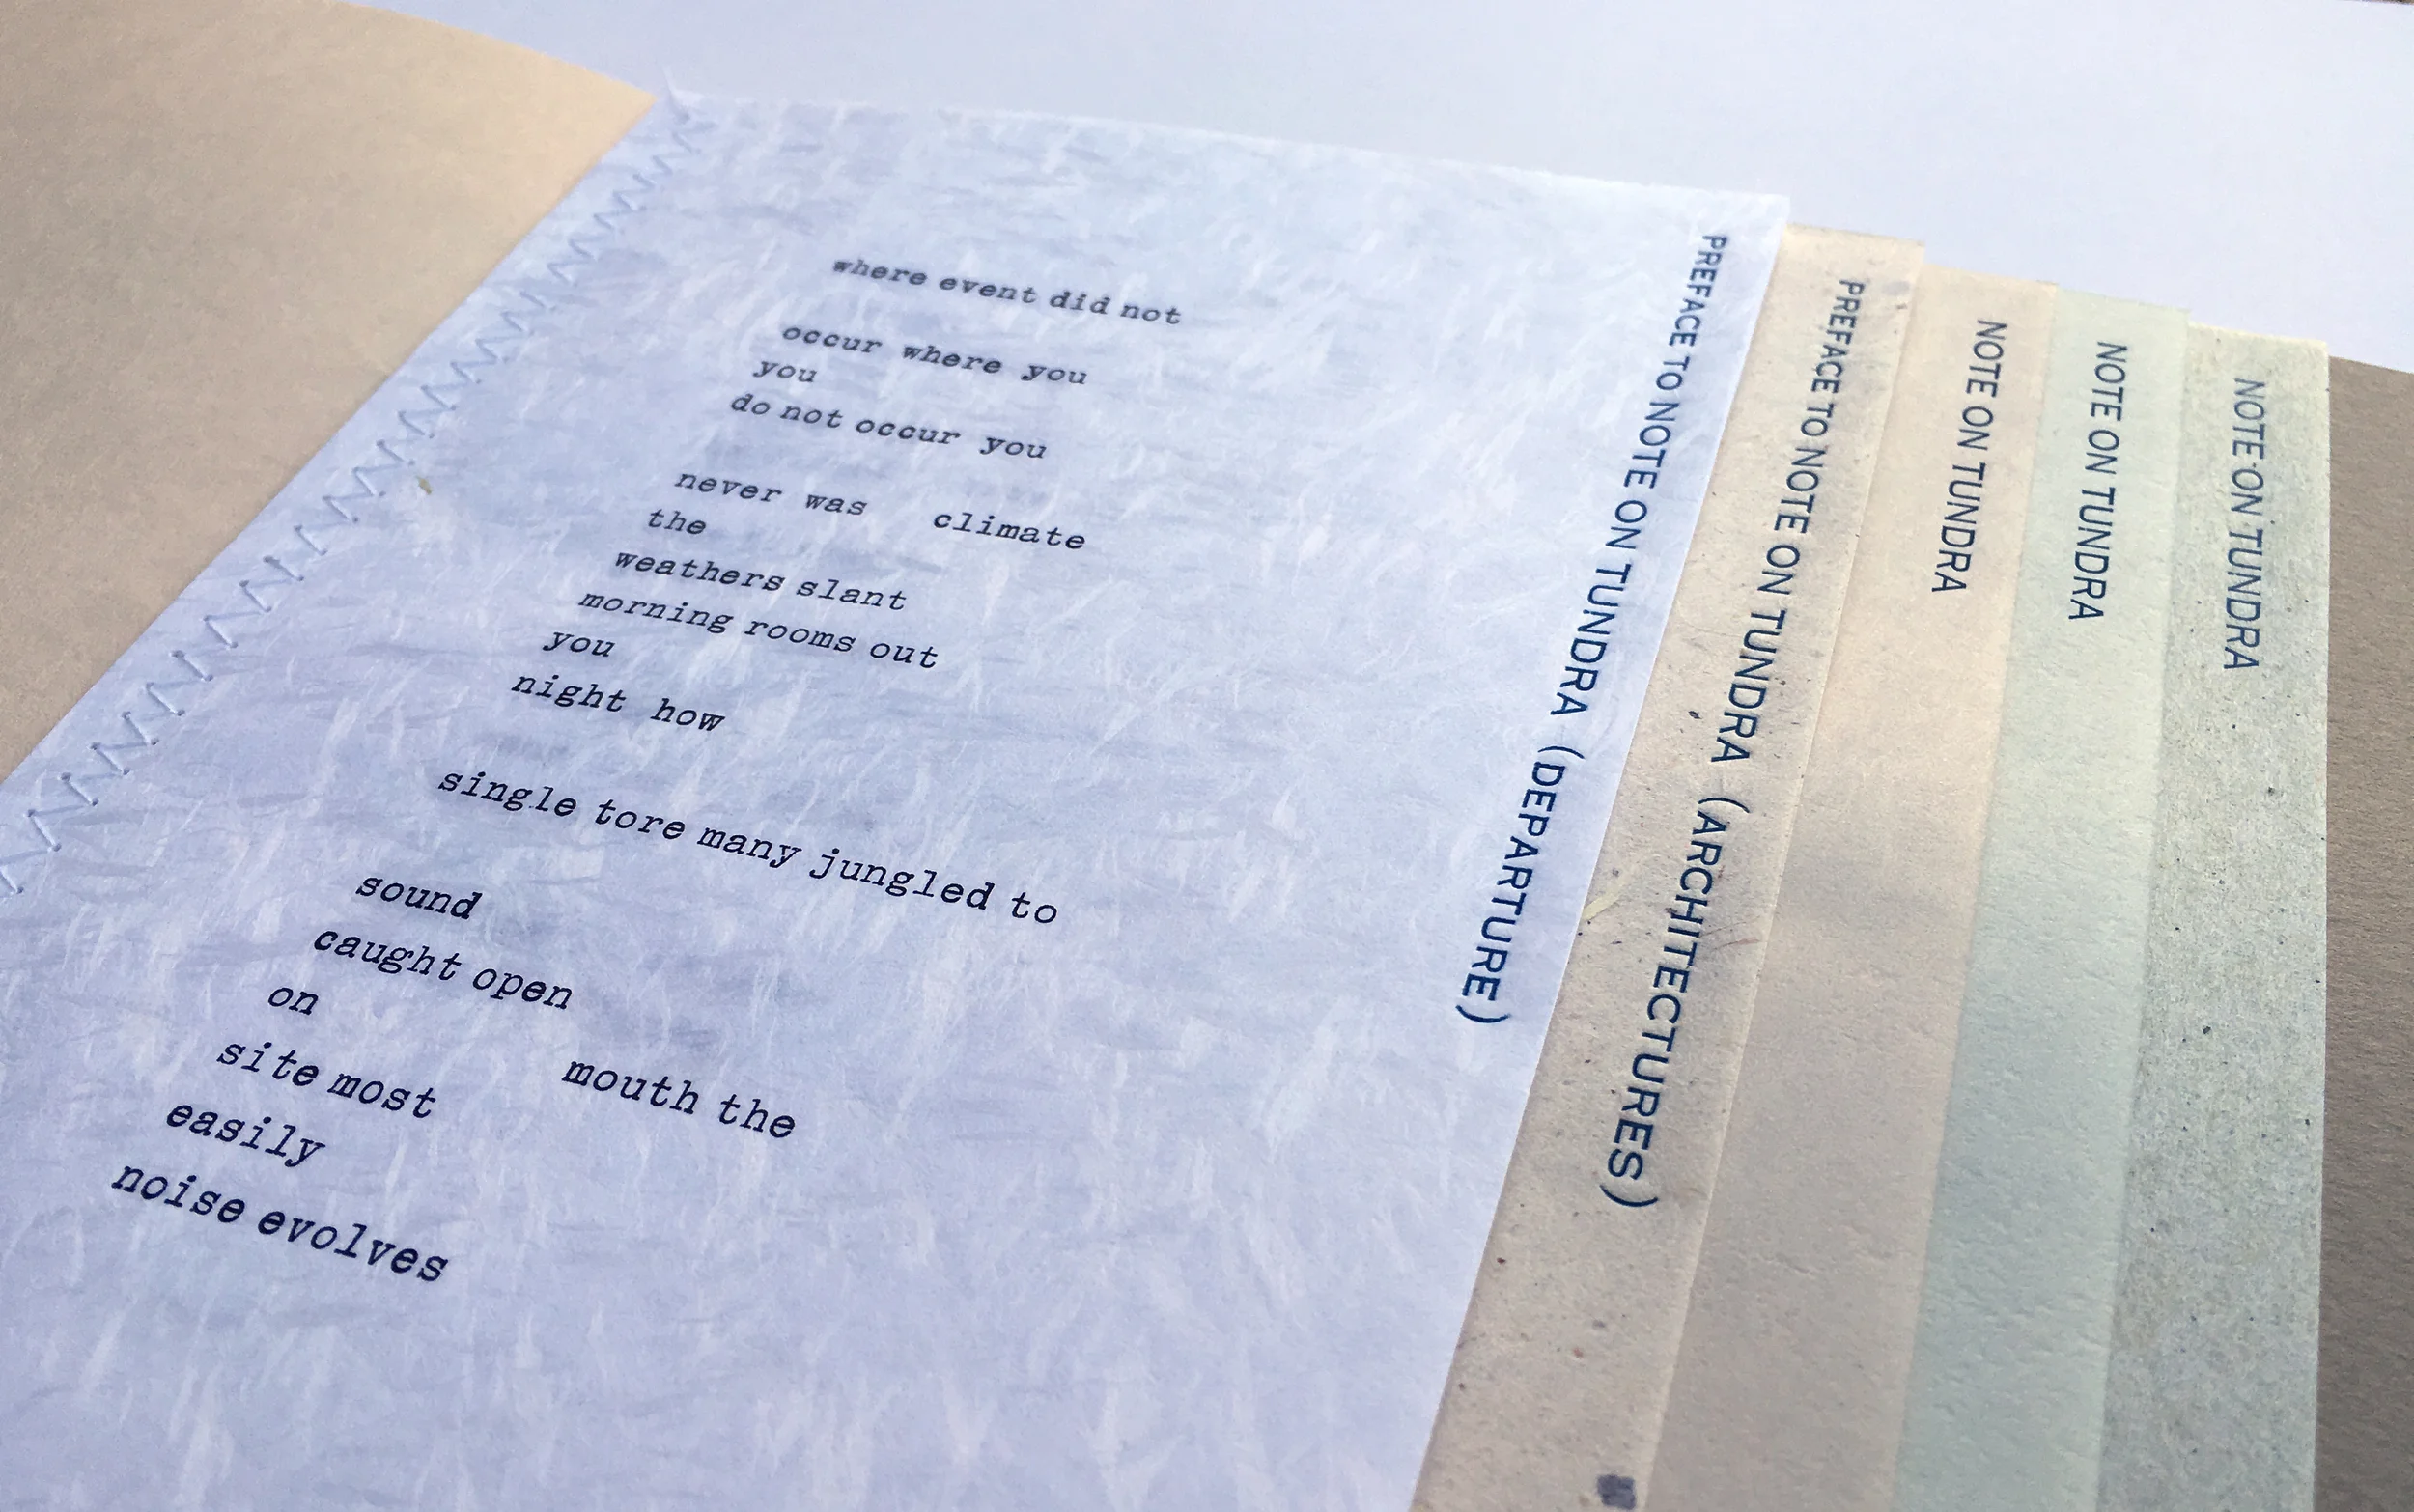 where event did not
occur where you
you
do not occur you
never was climate
the
weathers slant
morning rooms out
you
night how
single tore many jungled to
sound
caught open
on
site most mouth the
easily
noise evolves
PREFACE TO NOTE ON TUNDRA (DEPARTURE)
PREFACE TO NOTE ON TUNDRA (ARCHITECTURES)
NOTE ON TUNDRA
NOTE ON TUNDRA
NOTE ON TUNDRA